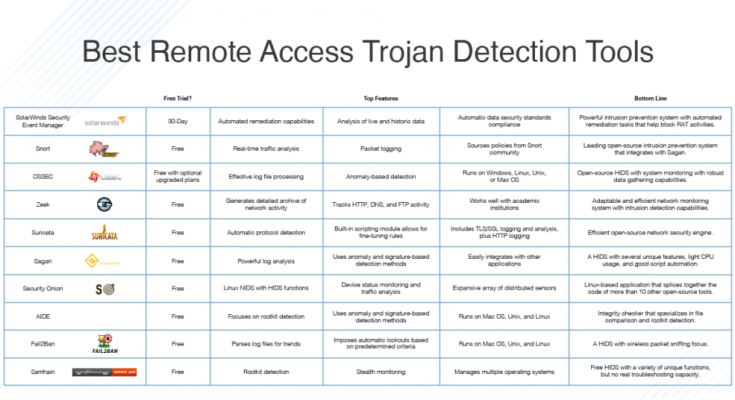 Best Remote Access Trojan Detection Tools
Free Trial? Top Features Bottom Line
SolarWinds Security Event Manager solarwinds 30-Day Automated remediation capabilities Analysis of live and historic data Automatic data security standards compliance Powerful intrusion prevention system with automated remediation tasks that help block RAT activities.
Snort Free Real-time traffic analysis Packet logging Sources policies from Snort community Leading open-source intrusion prevention system that integrates with Sagan.
OSSEC OSSEC Free with optional upgraded plans Effective log file processing Anomaly-based detection Runs on Windows, Linux, Unix, or Mac OS Open-source HIDS with system monitoring with robust data gathering capabilities.
Zeek Free Generates detailed archive of network activity Tracks HTTP, DNS, and FTP activity Works well with academic institutions Adaptable and efficient network monitoring system with intrusion detection capabilities.
Suricata SURICATA Free Automatic protocol detection Built-in scripting module allows for fine-tuning rules Includes TLS/SSL logging and analysis, plus HTTP logging Efficient open-source network security engine.
Sagan Free Powerful log analysis Uses anomaly and signature-based detection methods Easily integrates with other applications A HIDS with several unique features, light CPU usage, and good script automation.
Security Onion Free Linux NIDS with HIDS functions Device status monitoring and traffic analysis Expansive array of distributed sensors Linux-based application that splices together the code of more than 10 other open-source tools.
AIDE Free Focuses on rootkit detection Uses anomaly and signature-based detection methods Runs on Mac OS, Unix, and Linux Integrity checker that specializes in file comparison and rootkit detection.
Fail2Ban FAIL2BAN Free Parses log files for trends Imposes automatic lookouts based on predetermined criteria Runs on Mac OS, Unix, and Linux A HIDS with wireless packet sniffing focus.
Samhain Free Rootkit detection Stealth monitoring Manages multiple operating systems Free HIDS with a variety of unique functions, but no real troubleshooting capacity.